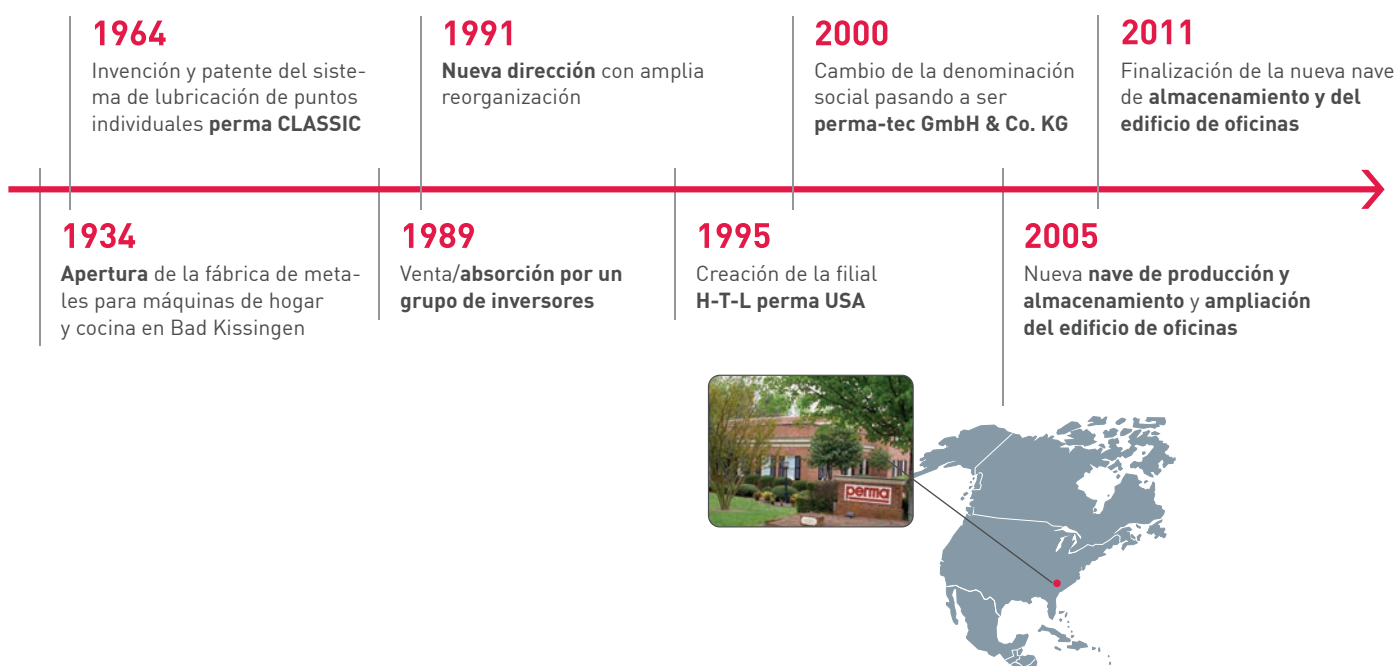 1964
Invención y patente del siste-
ma de lubricación de puntos
individuales perma CLASSIC
1991
Nueva dirección con amplia
reorganización
2000
Cambio de la denominación
social pasando a ser
perma-tec GmbH & Co. KG
2011
Finalización de la nueva nave
de almacenamiento y del
edificio de oficinas
1934
Apertura de la fábrica de meta-
les para máquinas de hogar
y cocina en Bad Kissingen
1989
Venta/absorción por un
grupo de inversores
1995
Creación de la filial
H-T-L perma USA
2005
Nueva nave de producción y
almacenamiento y ampliación
del edificio de oficinas
perma